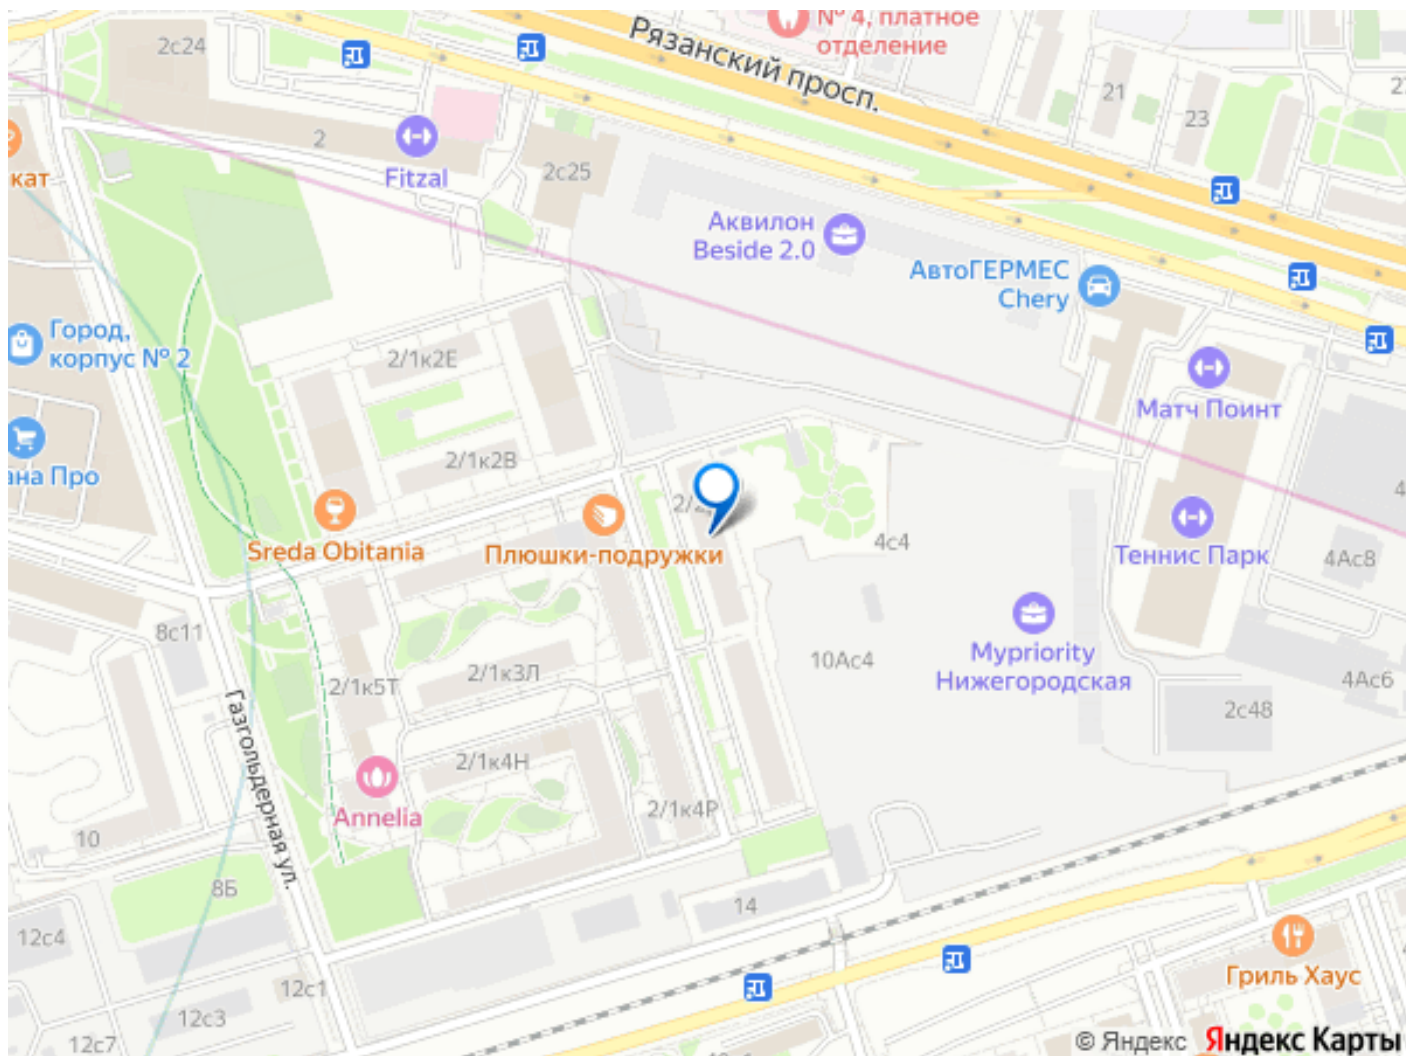 № 4, платное
отделение
2с24
Рязанский просп.
21
23
2
Fitzal
2с25
кат
Аквилон
Beside 2.0
АвтоГЕРМЕС
Chery
Город,
корпус № 2
2/1к2Е
Матч Поинт
2/1к2В
ана Про
Sreda Obitania
Плюшки-подружки
4с4
Теннис Парк
4Ас8
8с11
10Ас4
Mypriority
Нижегородская
2/1к5Т
2/1к3Л
4Ас6
2с48
Газгольдерная ул.
2/1к4Н
Annelia
2/1к4Р
10
8Б
14
12с4
Гриль Хаус
12с1
12с3
12с7
© Яндекс Яндекс Карты